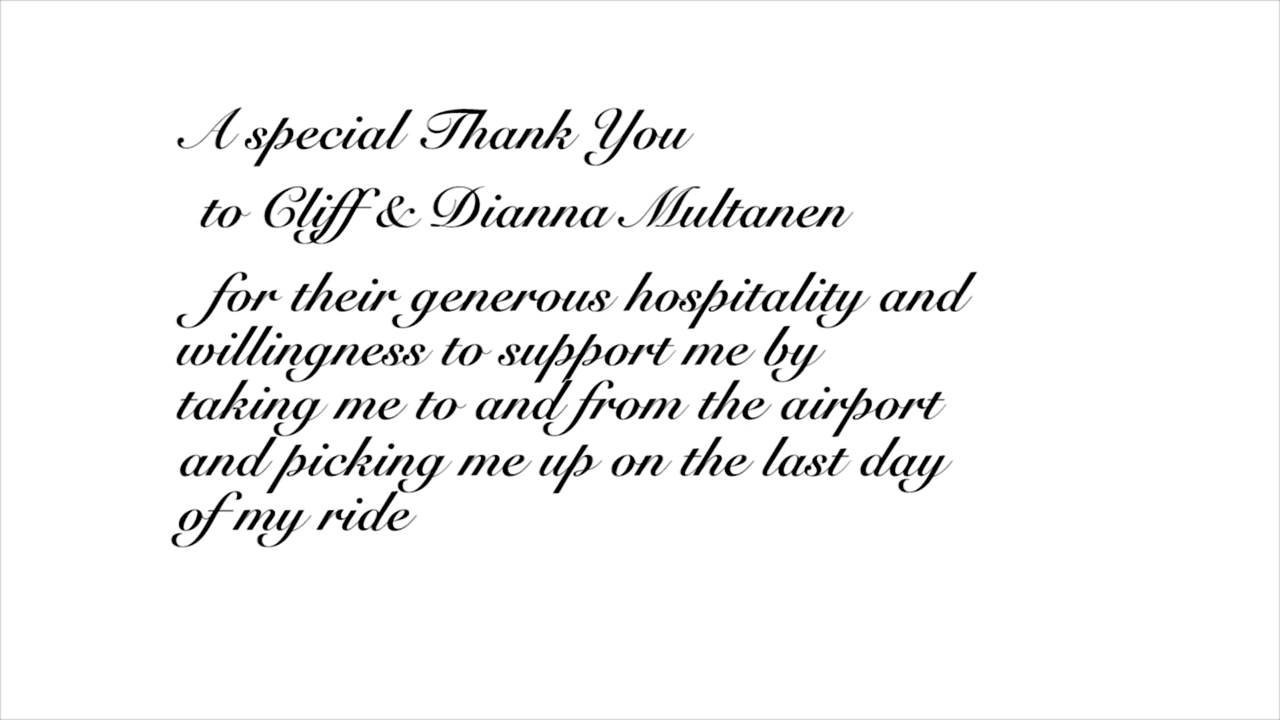 A special Thank You
to Cliff & Dianna Multanen
for their generous hospitality and
willingness to support me by
taking me to and from the airport
and picking me up on the last day
of my ride